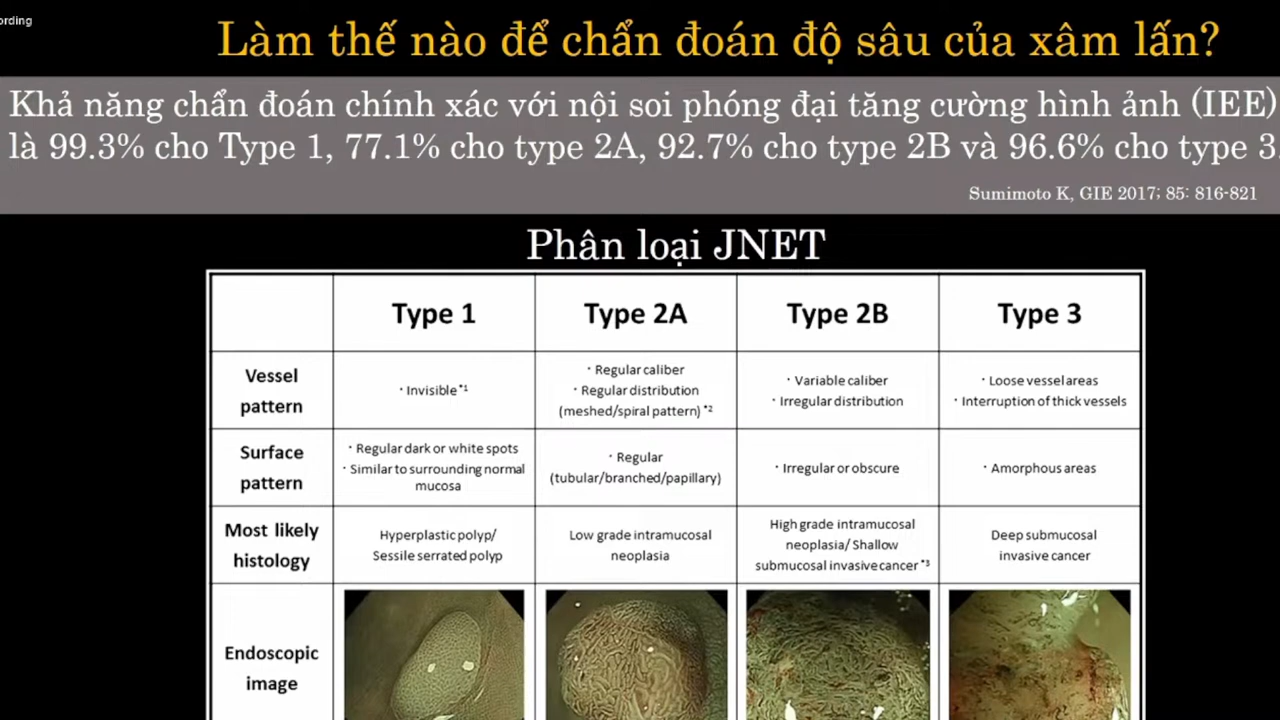 ording
Làm thế nào để chẩn đoán độ sâu của xâm lấn?
Khả năng chẩn đoán chính xác với nội soi phóng đại tăng cường hình ảnh (IEE)
là 99.3% cho Type 1, 77.1% cho type 2A, 92.7% cho type 2B và 96.6% cho type 3.
Sumimoto K, GIE 2017; 85: 816-821
Phân loại JNET
Type 1
Type 2A
Type 2B
Type 3
Vessel
pattern
・Invisible*1
・Regular caliber
・Regular distribution
(meshed/spiral pattern)*2
・Variable caliber
・Irregular distribution
・Loose vessel areas
・Interruption of thick vessels
Surface
pattern
・Regular dark or white spots
・Similar to surrounding normal
mucosa
・Regular
(tubular/branched/papillary)
・Irregular or obscure
・Amorphous areas
Most likely
histology
Hyperplastic polyp/
Sessile serrated polyp
Low grade intramucosal
neoplasia
High grade intramucosal
neoplasia/ Shallow
submucosal invasive cancer*3
Deep submucosal
invasive cancer
Endoscopic
image